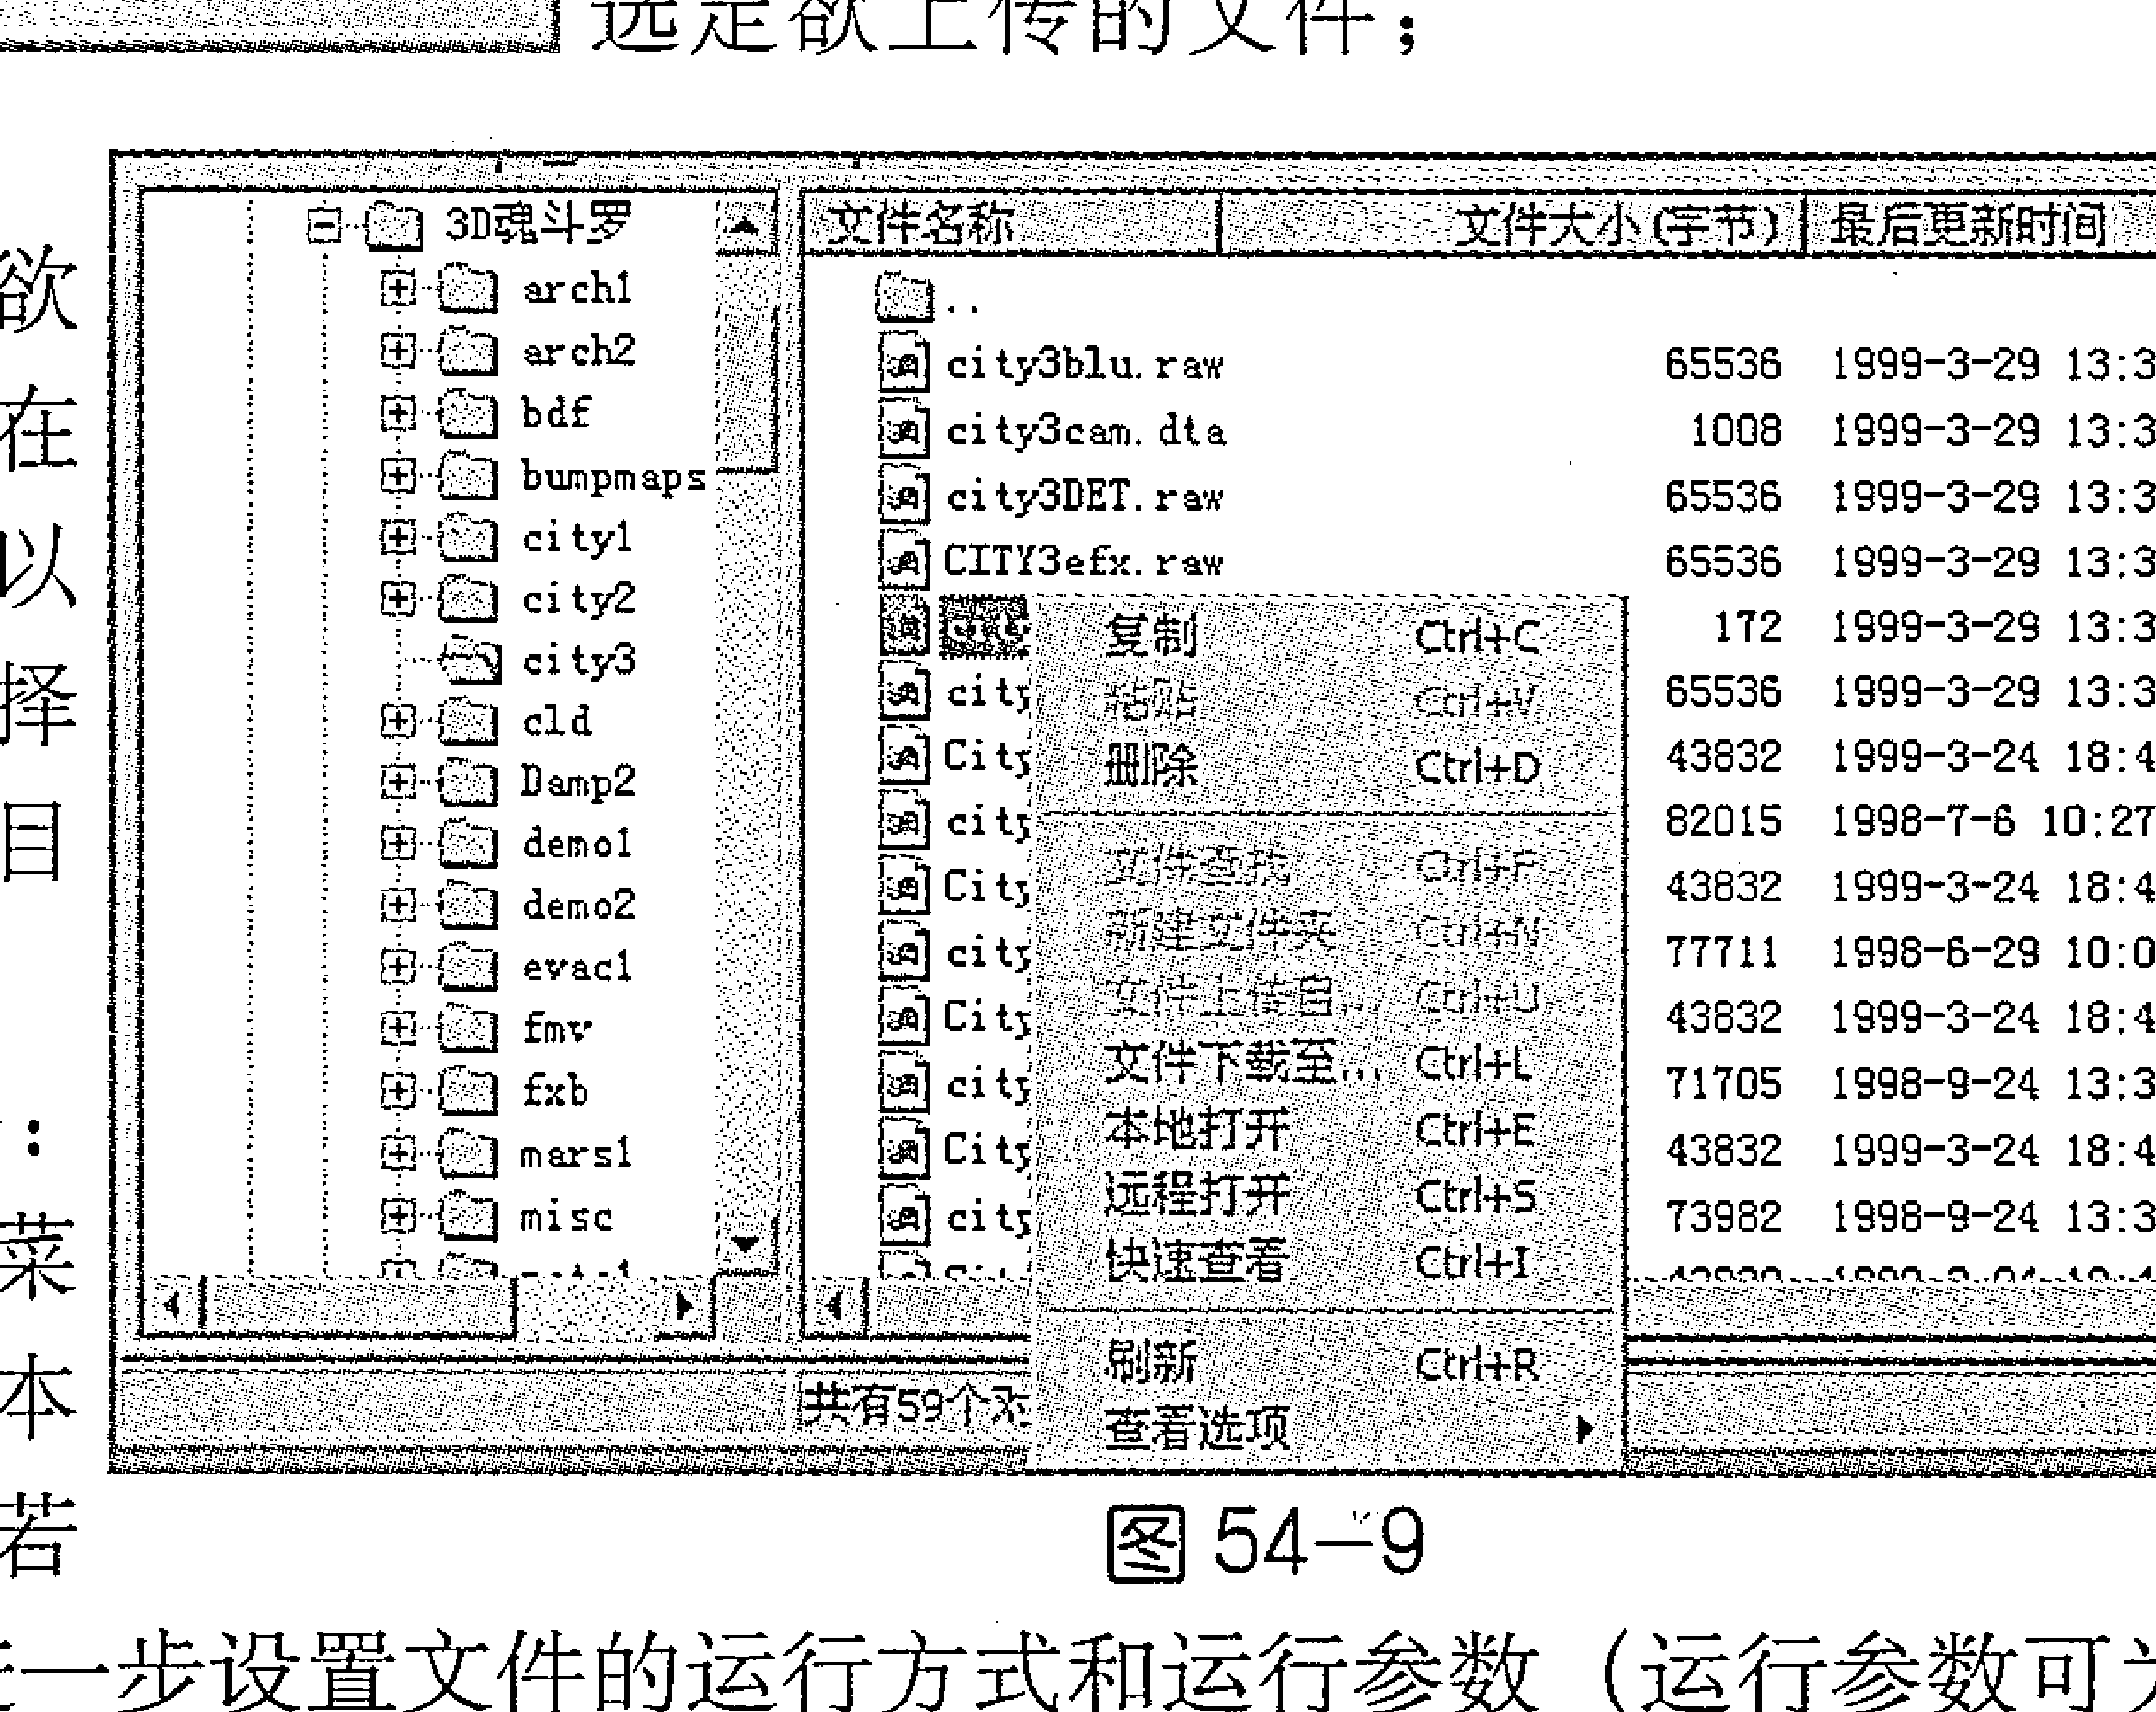 选定欲上传的文件；
欲
在
以
择
目
：
菜
本
若
3D魂斗罗
arch1
arch2
bdf
bumpmaps
city1
city2
city3
cld
Damp2
demo1
demo2
evac1
fmv
fxb
mars1
misc
文件名称 文件大小(字节) 最后更新时间
..
city3blu.raw 65536 1999-3-29 13:3
city3cam.dta 1008 1999-3-29 13:3
city3DET.raw 65536 1999-3-29 13:3
CITY3efx.raw 65536 1999-3-29 13:3
172 1999-3-29 13:3
city 65536 1999-3-29 13:3
City 43832 1999-3-24 18:4
city 82015 1998-7-6 10:27
City 43832 1999-3-24 18:4
city 77711 1998-6-29 10:0
City 43832 1999-3-24 18:4
city 71705 1998-9-24 13:3
City 43832 1999-3-24 18:4
city 73982 1998-9-24 13:3
复制 Ctrl+C
粘贴 Ctrl+V
删除 Ctrl+D
文件查找 Ctrl+F
新建文件夹 Ctrl+N
文件上传自... Ctrl+U
文件下载至... Ctrl+L
本地打开 Ctrl+E
远程打开 Ctrl+S
快速查看 Ctrl+I
刷新 Ctrl+R
查看选项
共有59个对
图 54-9
一步设置文件的运行方式和运行参数（运行参数可为